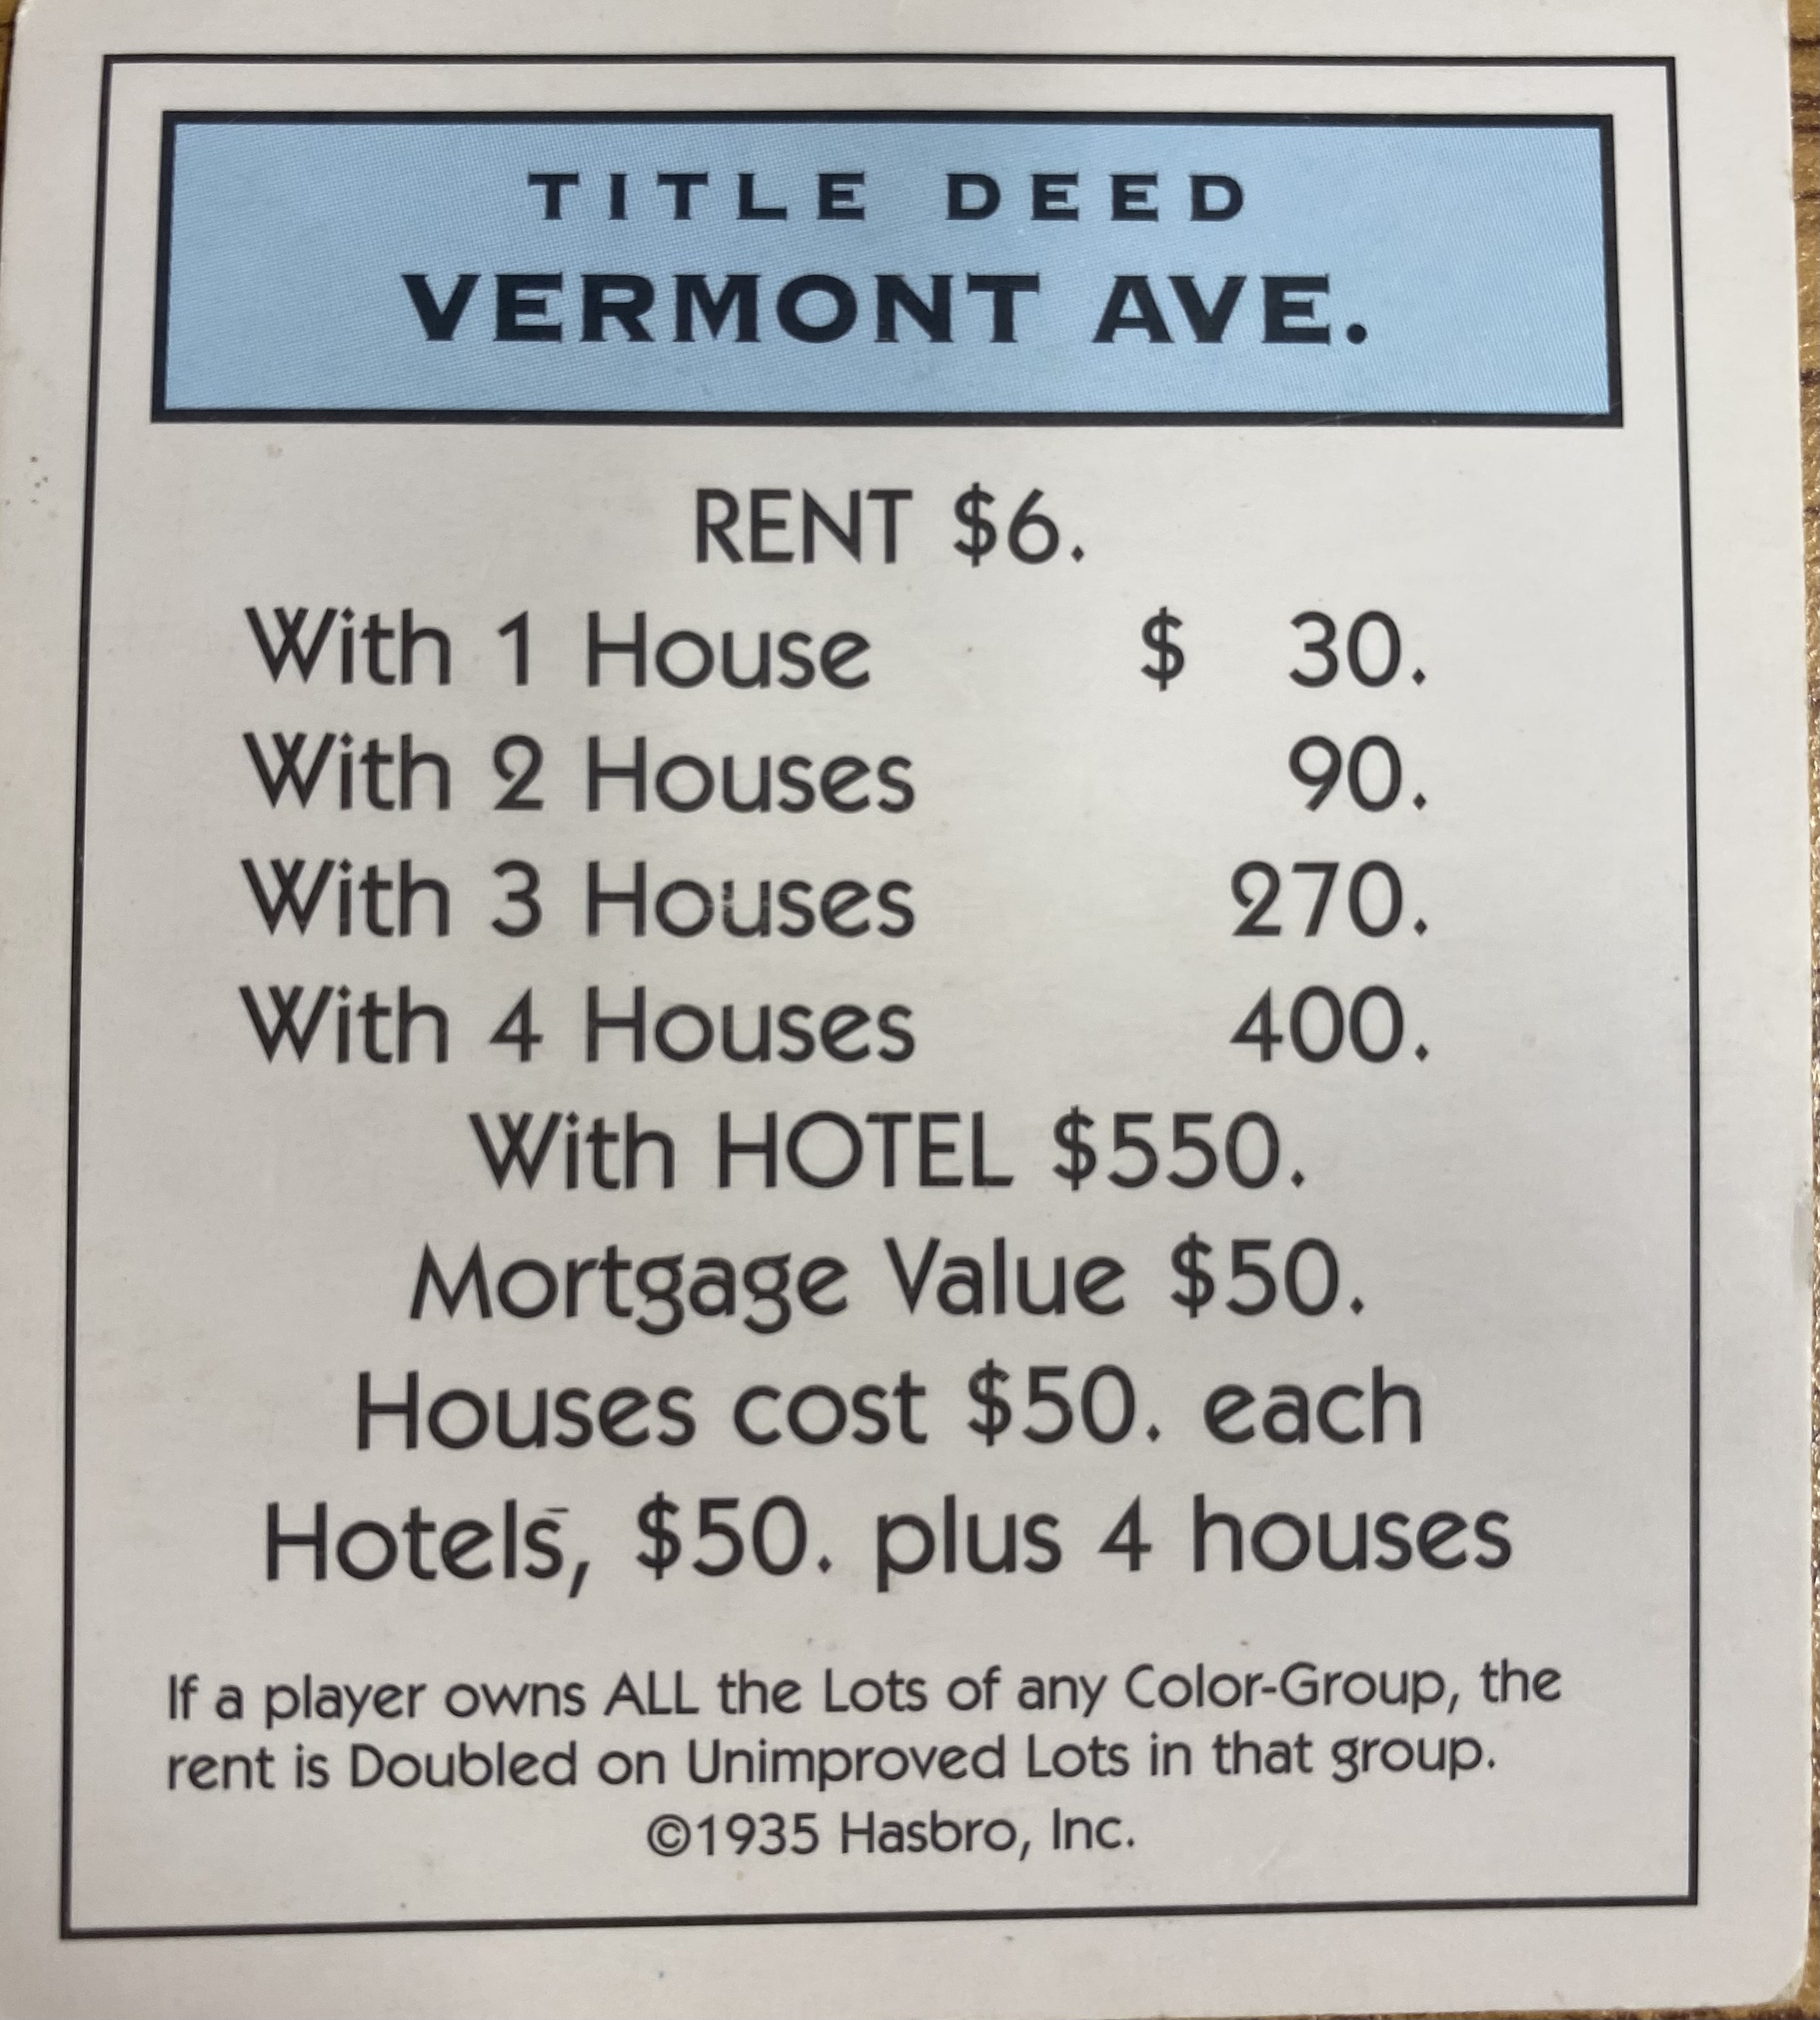 TITLE DEED
VERMONT AVE.
RENT $6.
With 1 House $ 30.
With 2 Houses 90.
With 3 Houses 270.
With 4 Houses 400.
With HOTEL $550.
Mortgage Value $50.
Houses cost $50. each
Hotels, $50. plus 4 houses
If a player owns ALL the Lots of any Color-Group, the
rent is Doubled on Unimproved Lots in that group.
©1935 Hasbro, Inc.